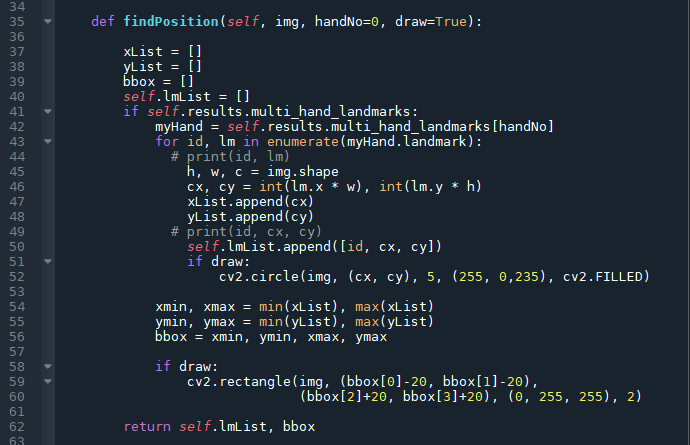 34
35 def findPosition(self, img, handNo=0, draw=True):
36
37 xList = []
38 yList = []
39 bbox = []
40 self.lmList = []
41 if self.results.multi_hand_landmarks:
42 myHand = self.results.multi_hand_landmarks[handNo]
43 for id, lm in enumerate(myHand.landmark):
44 # print(id, lm)
45 h, w, c = img.shape
46 cx, cy = int(lm.x * w), int(lm.y * h)
47 xList.append(cx)
48 yList.append(cy)
49 # print(id, cx, cy)
50 self.lmList.append([id, cx, cy])
51 if draw:
52 cv2.circle(img, (cx, cy), 5, (255, 0,235), cv2.FILLED)
53
54 xmin, xmax = min(xList), max(xList)
55 ymin, ymax = min(yList), max(yList)
56 bbox = xmin, ymin, xmax, ymax
57
58 if draw:
59 cv2.rectangle(img, (bbox[0]-20, bbox[1]-20),
60 (bbox[2]+20, bbox[3]+20), (0, 255, 255), 2)
61
62 return self.lmList, bbox
63